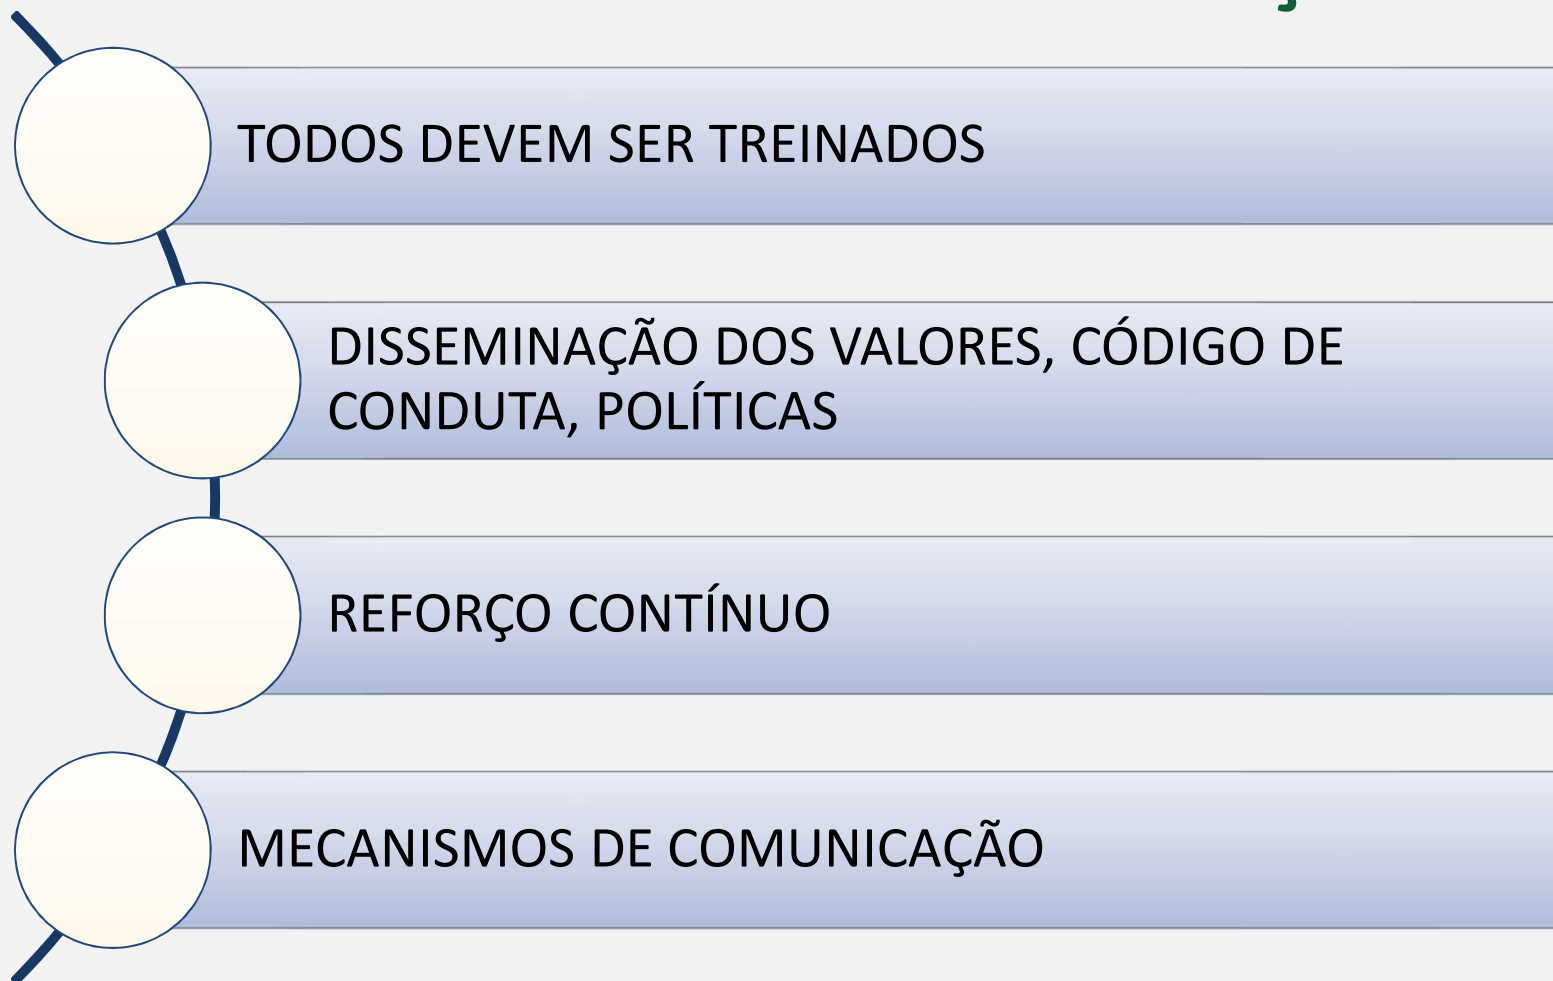 TODOS DEVEM SER TREINADOS
DISSEMINAÇÃO DOS VALORES, CÓDIGO DE
CONDUTA, POLÍTICAS
REFORÇO CONTÍNUO
MECANISMOS DE COMUNICAÇÃO